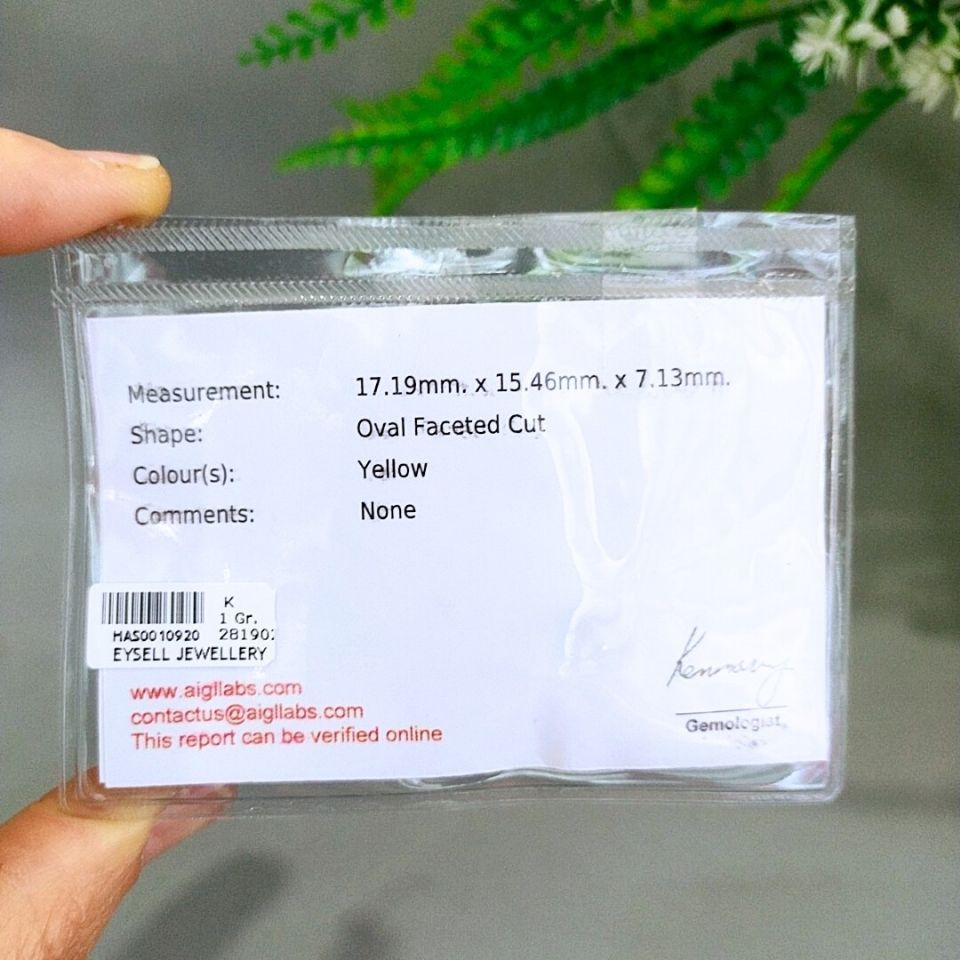 Measurement: 17.19mm. x 15.46mm. x 7.13mm.
Shape: Oval Faceted Cut
Colour(s): Yellow
Comments: None
K
1 Gr.
HAS0010920 28190
EYSELL JEWELLERY
www.aigllabs.com
contactus@aigllabs.com
This report can be verified online
Gemologist